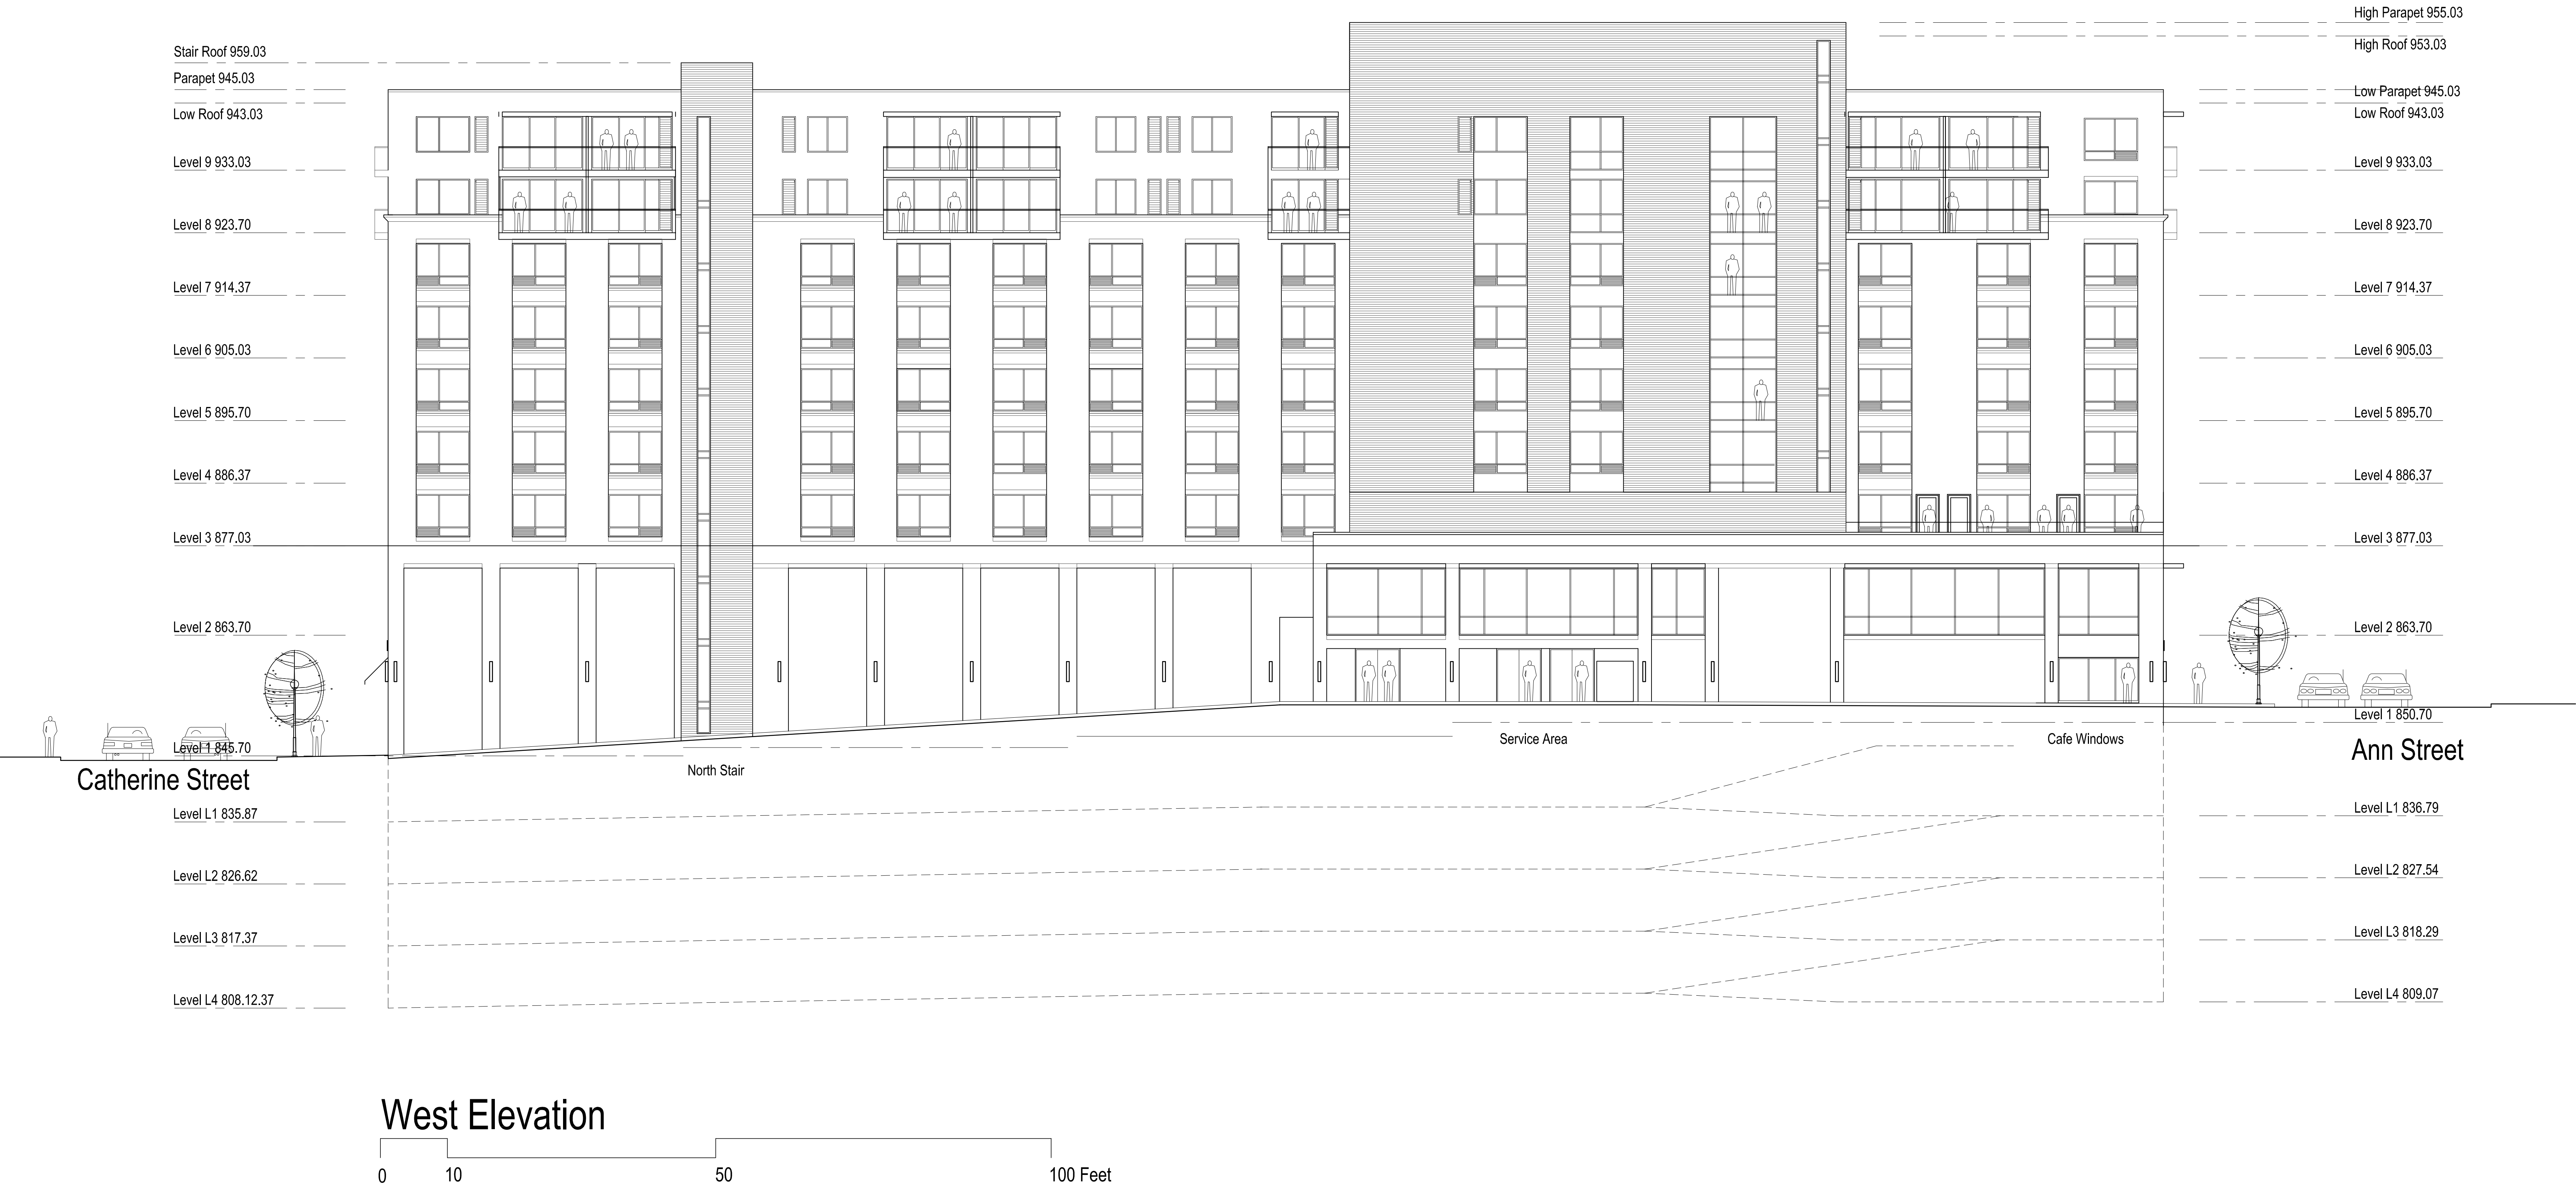 Stair Roof 959.03
Parapet 945.03
Low Roof 943.03
Level 9 933.03
Level 8 923.70
Level 7 914.37
Level 6 905.03
Level 5 895.70
Level 4 886.37
Level 3 877.03
Level 2 863.70
Level 1 845.70
Catherine Street
Level L1 835.87
Level L2 826.62
Level L3 817.37
Level L4 808.12.37
North Stair
Service Area
Cafe Windows
High Parapet 955.03
High Roof 953.03
Low Parapet 945.03
Low Roof 943.03
Level 9 933.03
Level 8 923.70
Level 7 914.37
Level 6 905.03
Level 5 895.70
Level 4 886.37
Level 3 877.03
Level 2 863.70
Level 1 850.70
Ann Street
Level L1 836.79
Level L2 827.54
Level L3 818.29
Level L4 809.07
West Elevation
0 10 50 100 Feet